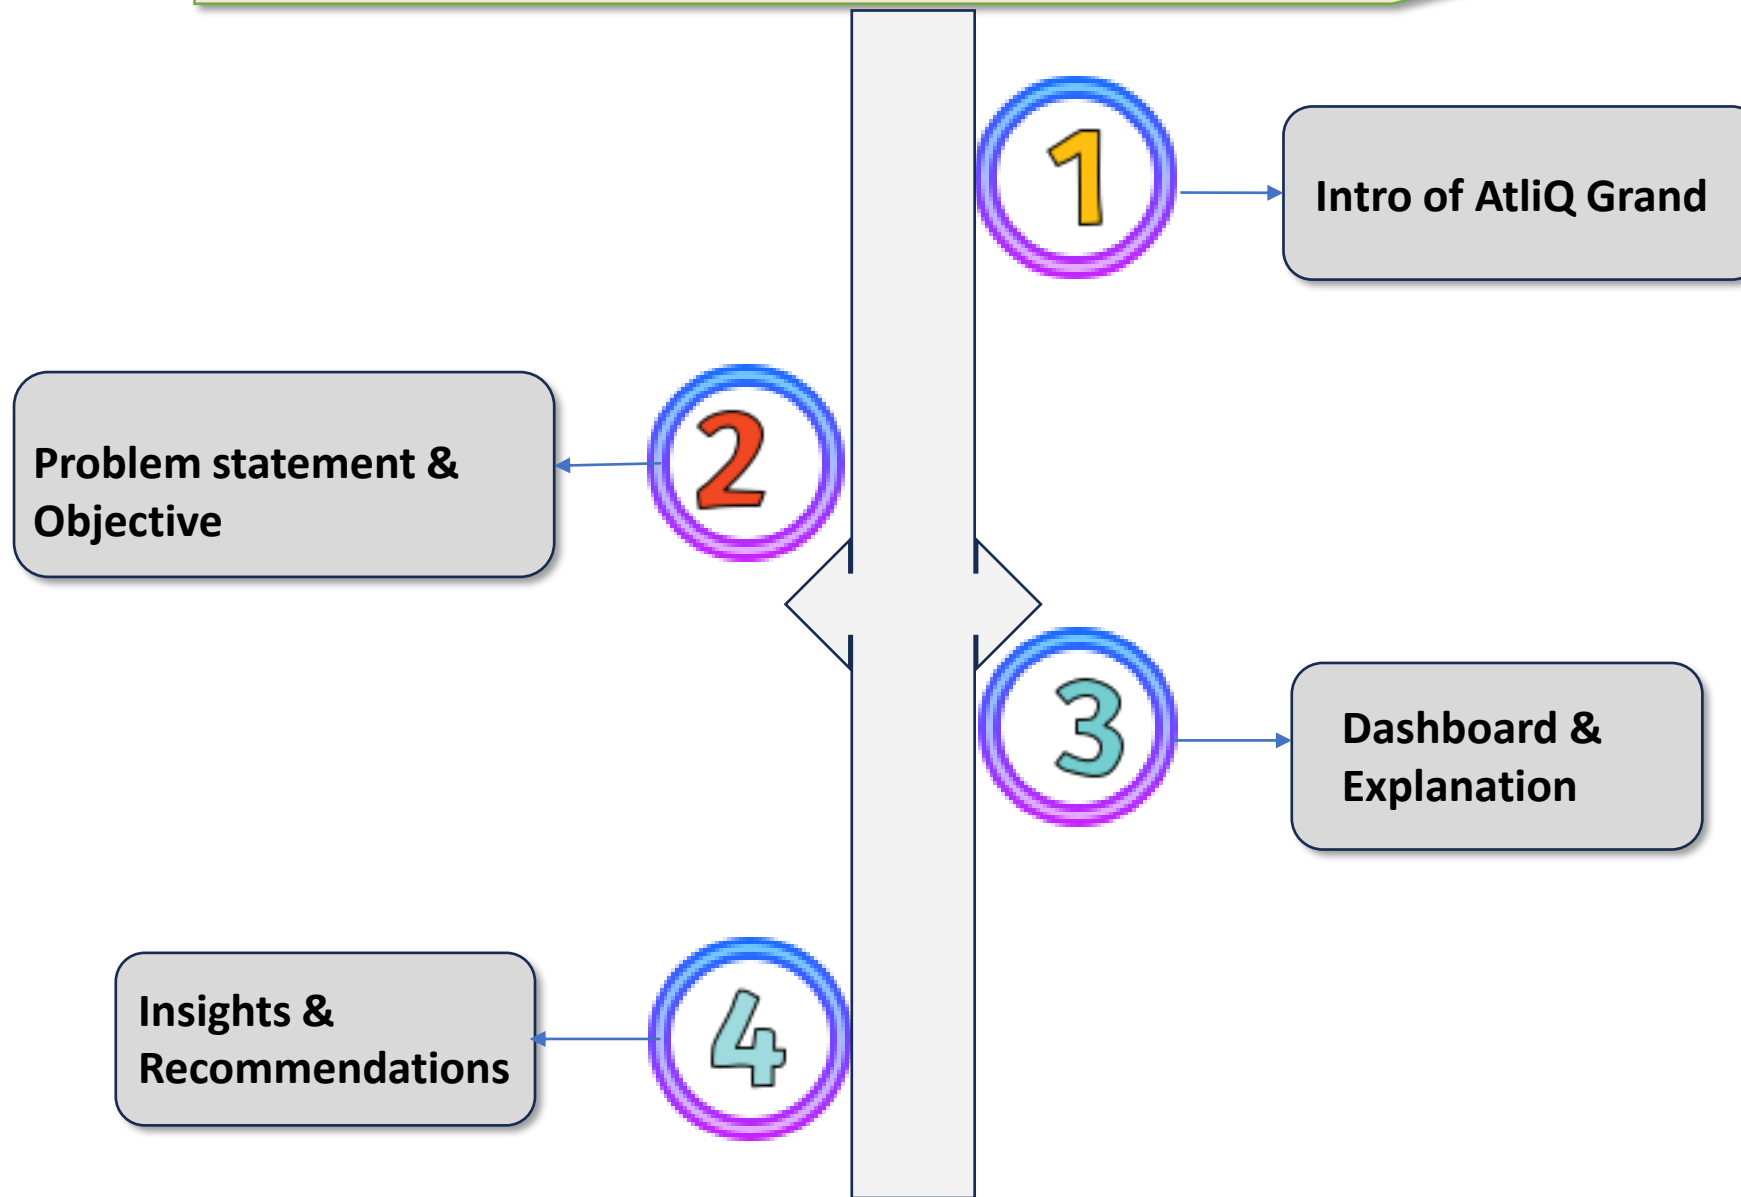 1
Intro of AtliQ Grand
2
Problem statement &
Objective
3
Dashboard &
Explanation
4
Insights &
Recommendations